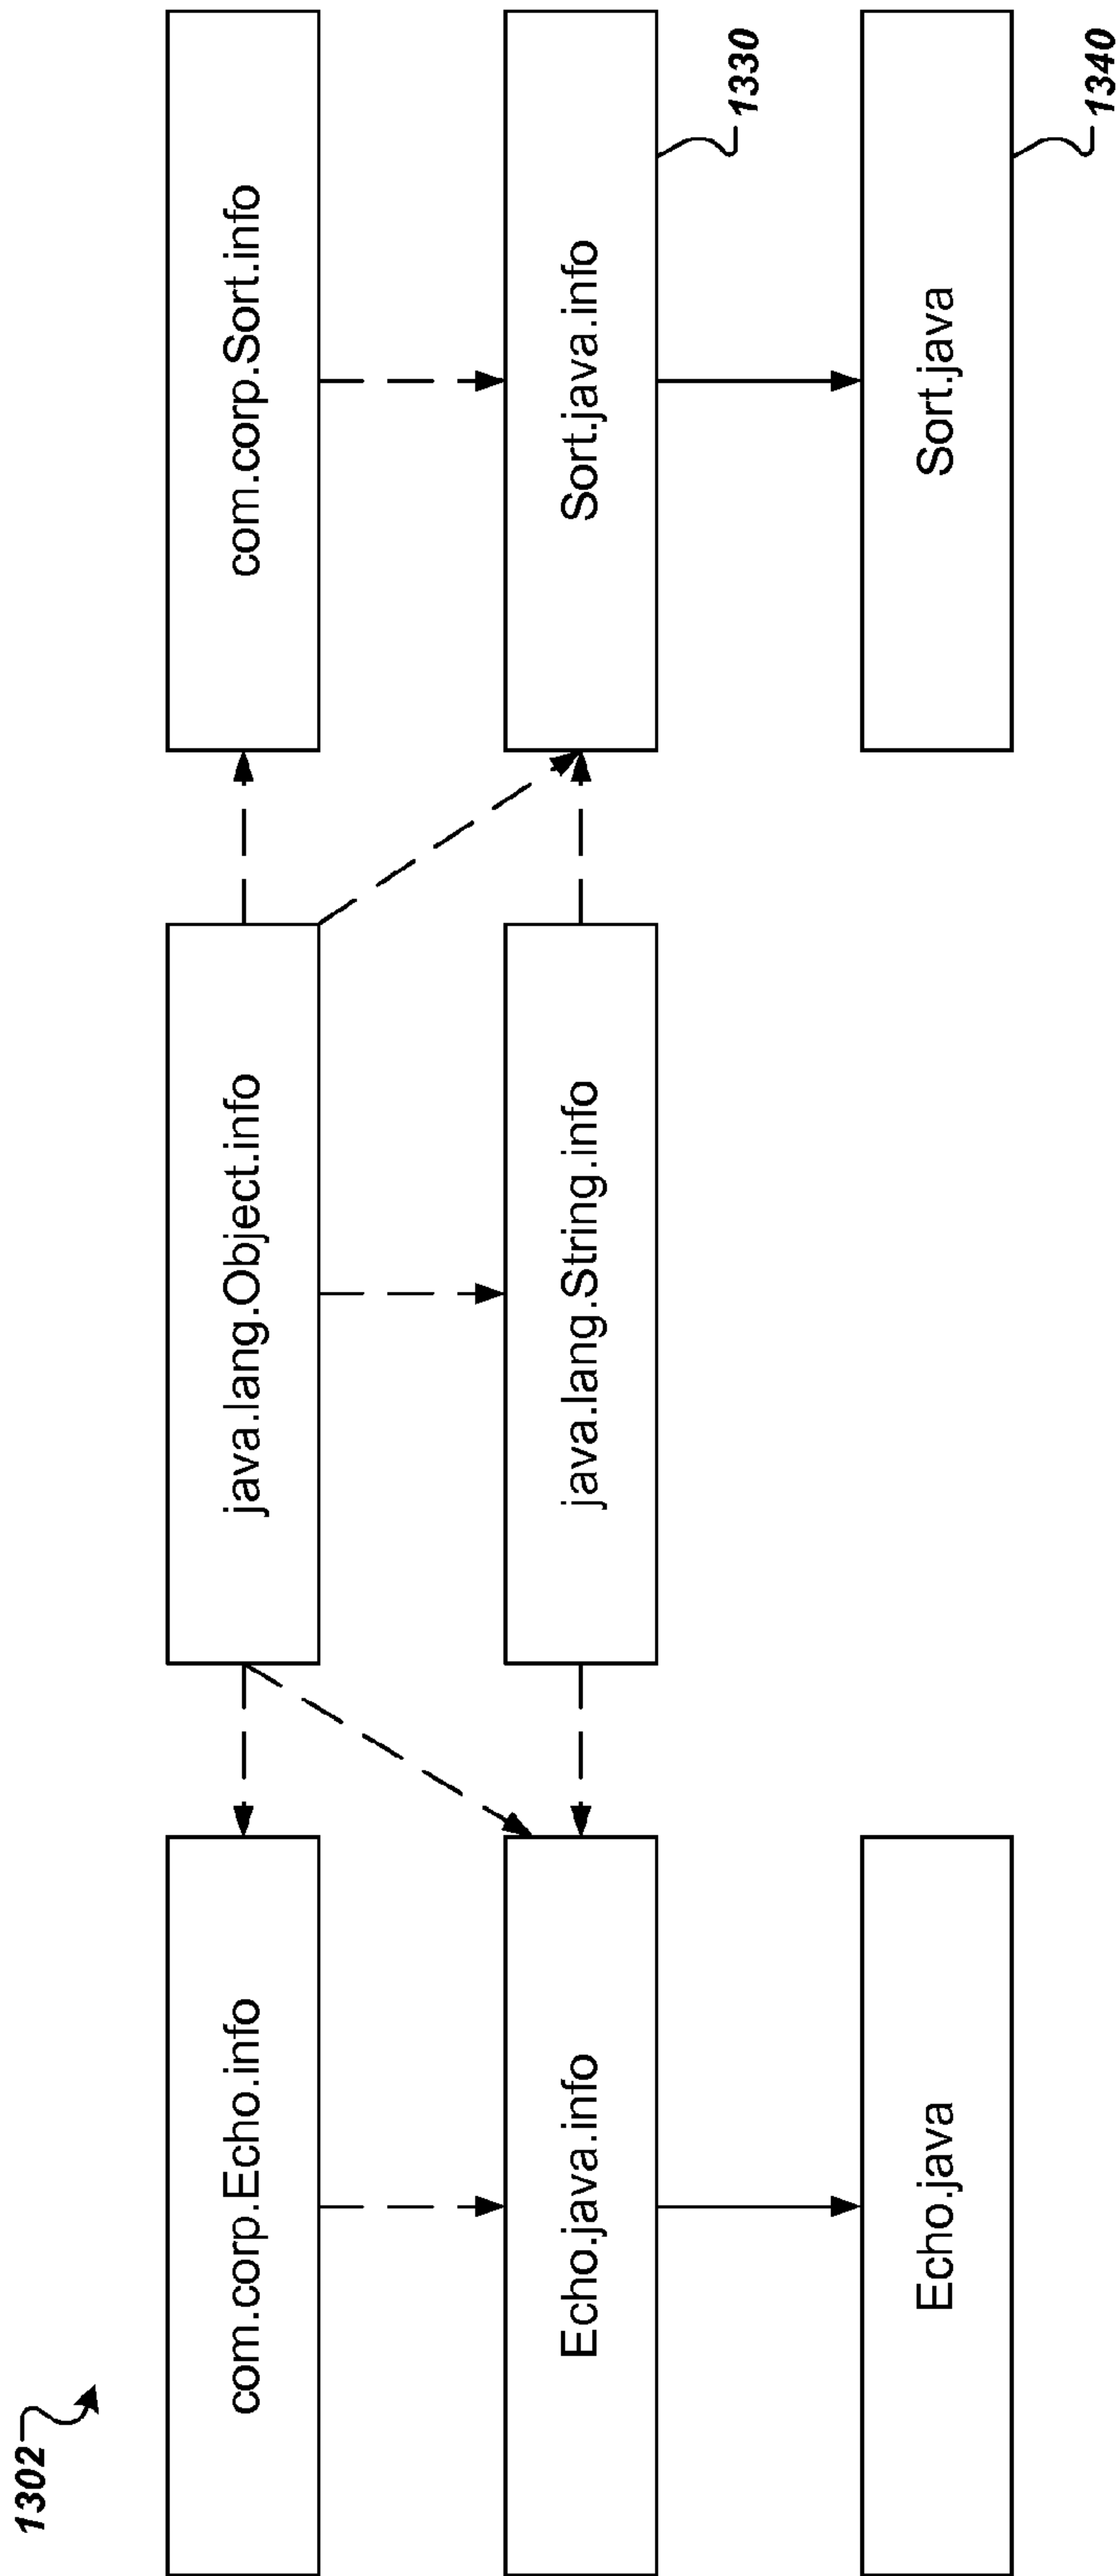 1302
com.corp.Echo.info
java.lang.Object.info
com.corp.Sort.info
Echo.java.info
java.lang.String.info
Sort.java.info
1330
Echo.java
Sort.java
1340